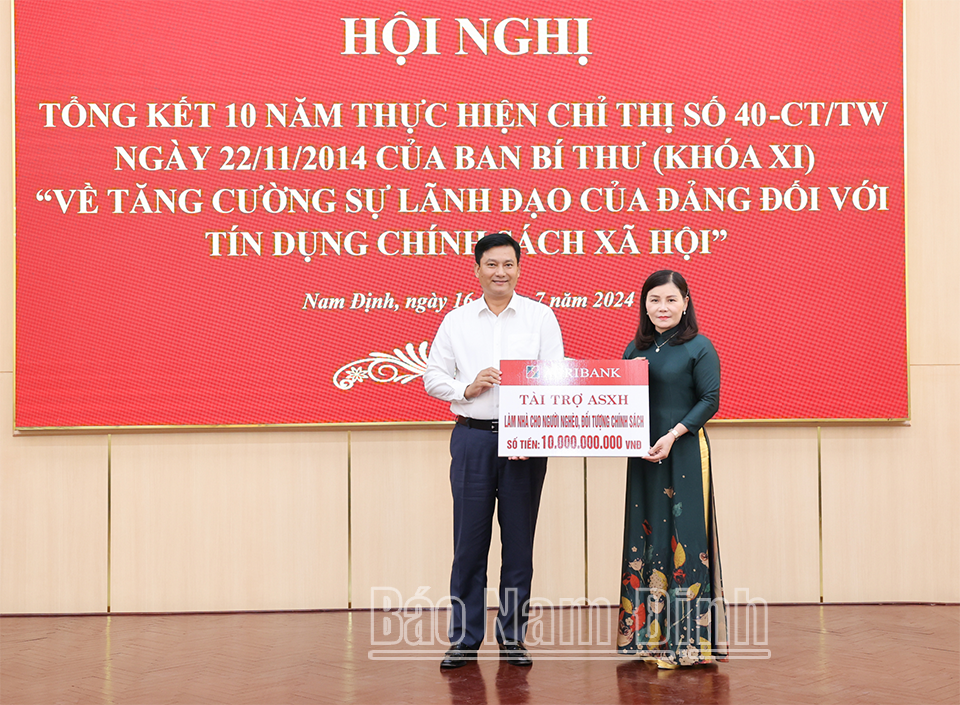 HỘI NGHỊ
TỔNG KẾT 10 NĂM THỰC HIỆN CHỈ THỊ SỐ 40-CT/TW
NGÀY 22/11/2014 CỦA BAN BÍ THƯ (KHÓA XI)
“VỀ TĂNG CƯỜNG SỰ LÃNH ĐẠO CỦA ĐẢNG ĐỐI VỚI
TÍN DỤNG CHÍNH SÁCH XÃ HỘI”
Nam Định, ngày 16 7 năm 2024
AGRIBANK
TÀI TRỢ ASXH
LÀM NHÀ CHO NGƯỜI NGHÈO, ĐỐI TƯỢNG CHÍNH SÁCH
SỐ TIỀN: 10.000.000.000 VNĐ
Báo Nam Định